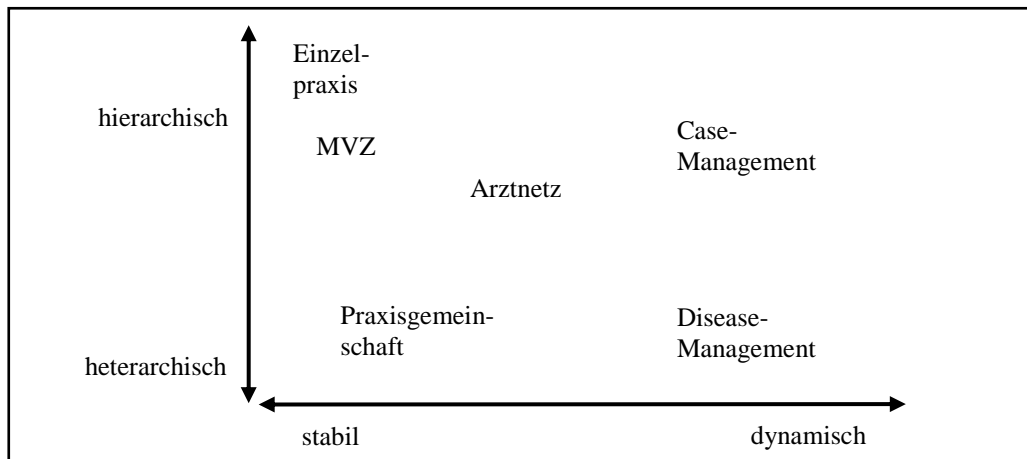 Einzel-
praxis
hierarchisch
MVZ
Case-
Management
Arztnetz
Praxisgemein-
schaft
Disease-
Management
heterarchisch
stabil
dynamisch